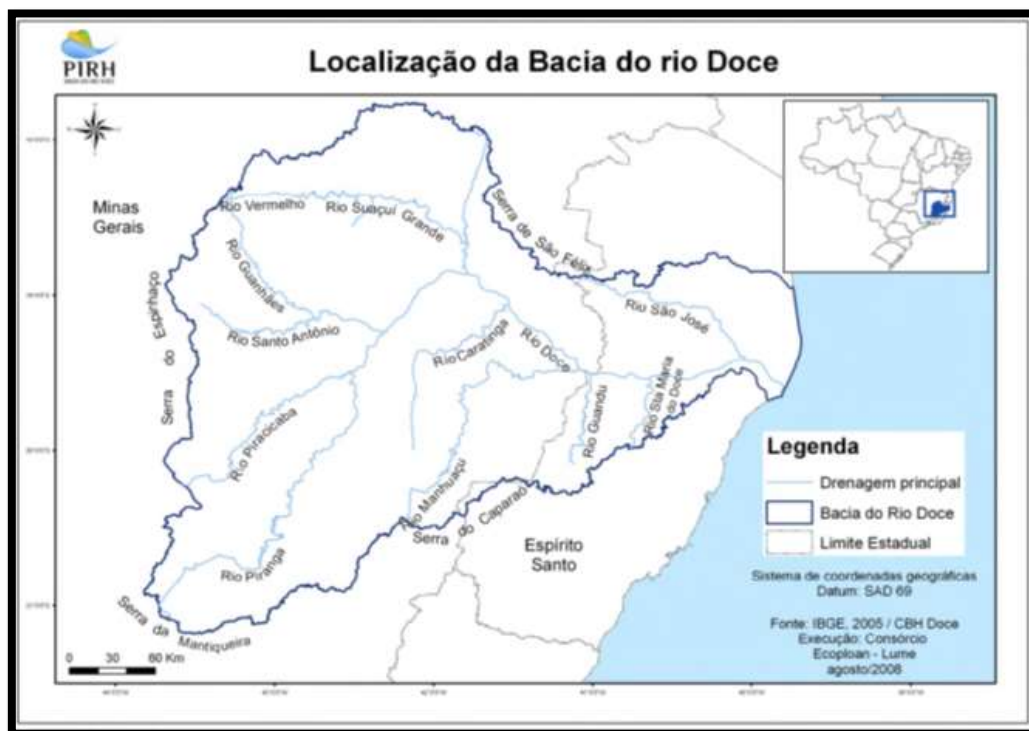 PIRH
Localização da Bacia do rio Doce
Minas
Gerais
Rio Vermelho
Rio Suaçuí Grande
Serra de São Félix
Rio Guanhães
Rio Santo Antônio
Serra do Espinhaço
Riu São José
Rio Caratinga
Rio Doce
Rio Piracicaba
Rio Guandu
Rio Sta Maria
do Doce
Rio Manhuaçu
Serra do Caparaó
Rio Piranga
Serra da Mantiqueira
Espírito
Santo
0 30 60 Km
Legenda
Drenagem principal
Bacia do Rio Doce
Limite Estadual
Sistema de coordenadas geográficas
Datum: SAD 69
Fonte: IBGE, 2005 / CBH Doce
Execução: Consórcio
Ecoploan - Lume
agosto/2008